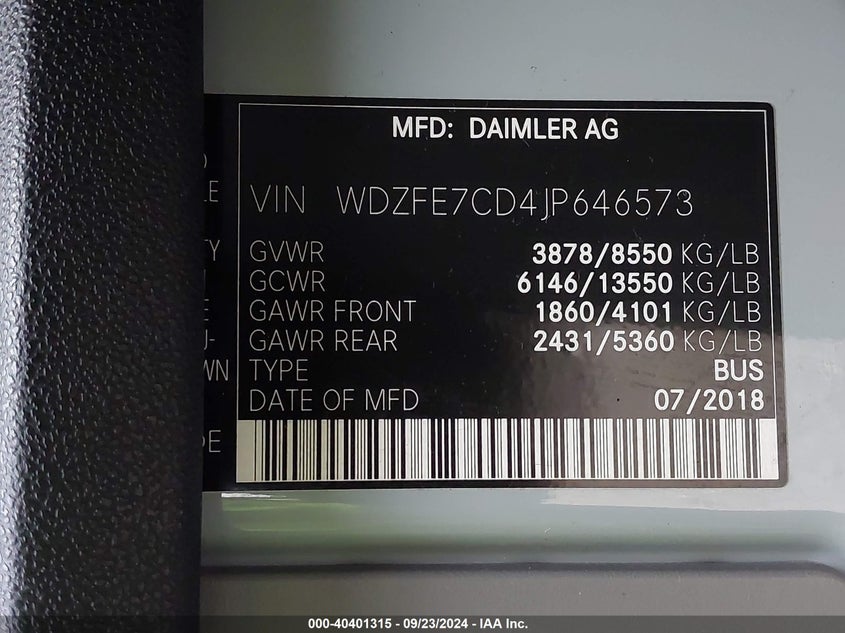 MFD: DAIMLER AG
VIN WDZFE7CD4JP646573
GVWR 3878/8550 KG/LB
GCWR 6146/13550 KG/LB
GAWR FRONT 1860/4101 KG/LB
GAWR REAR 2431/5360 KG/LB
TYPE BUS
DATE OF MFD 07/2018
000-40401315 - 09/23/2024 - IAA Inc.